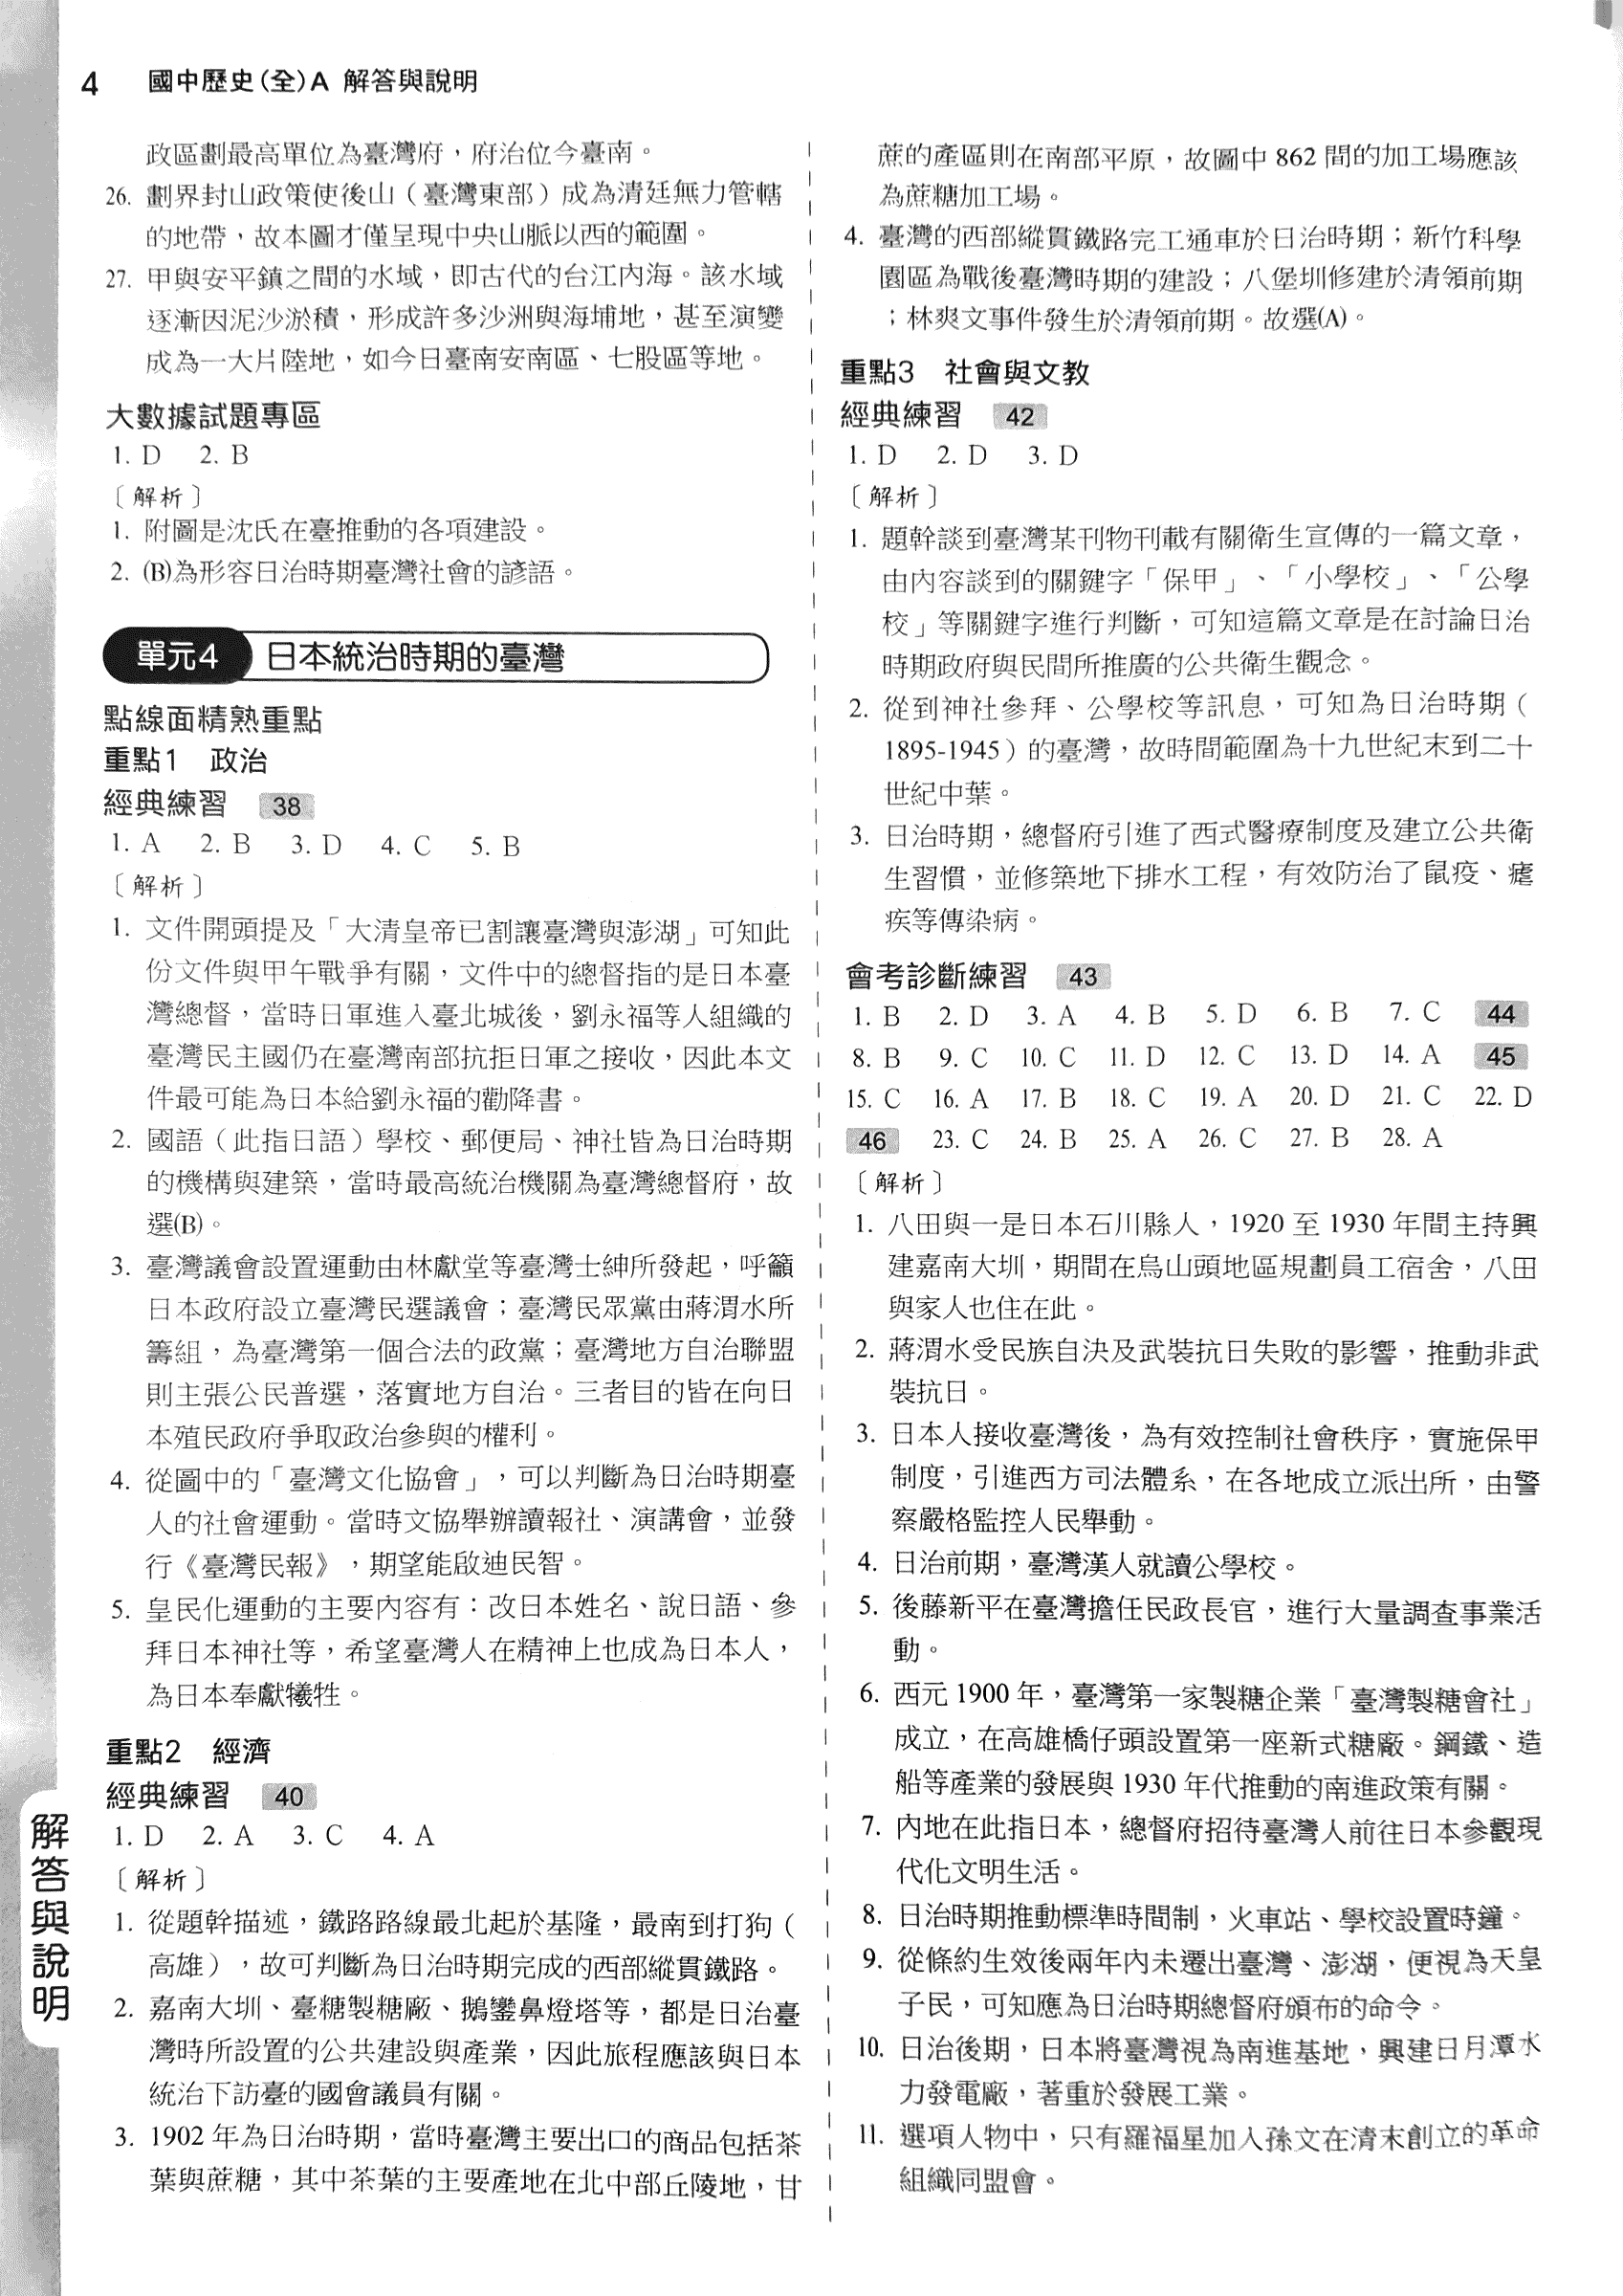 4 國中歷史(全)A 解答與說明
政區劃最高單位為臺灣府，府治位今臺南。
26. 劃界封山政策使後山（臺灣東部）成為清廷無力管轄
的地帶，故本圖才僅呈現中央山脈以西的範圍。
27. 甲與安平鎮之間的水域，即古代的台江內海。該水域
逐漸因泥沙淤積，形成許多沙洲與海埔地，甚至演變
成為一大片陸地，如今日臺南安南區、七股區等地。
大數據試題專區
1. D 2. B
〔解析〕
1. 附圖是沈氏在臺推動的各項建設。
2. (B)為形容日治時期臺灣社會的諺語。
單元4 日本統治時期的臺灣
點線面精熟重點
重點1 政治
經典練習 38
1. A 2. B 3. D 4. C 5. B
〔解析〕
1. 文件開頭提及「大清皇帝已割讓臺灣與澎湖」可知此
份文件與甲午戰爭有關，文件中的總督指的是日本臺
灣總督，當時日軍進入臺北城後，劉永福等人組織的
臺灣民主國仍在臺灣南部抗拒日軍之接收，因此本文
件最可能為日本給劉永福的勸降書。
2. 國語（此指日語）學校、郵便局、神社皆為日治時期
的機構與建築，當時最高統治機關為臺灣總督府，故
選(B)。
3. 臺灣議會設置運動由林獻堂等臺灣士紳所發起，呼籲
日本政府設立臺灣民選議會；臺灣民眾黨由蔣渭水所
籌組，為臺灣第一個合法的政黨；臺灣地方自治聯盟
則主張公民普選，落實地方自治。三者目的皆在向日
本殖民政府爭取政治參與的權利。
4. 從圖中的「臺灣文化協會」，可以判斷為日治時期臺
人的社會運動。當時文協舉辦讀報社、演講會，並發
行《臺灣民報》，期望能啟迪民智。
5. 皇民化運動的主要內容有：改日本姓名、說日語、參
拜日本神社等，希望臺灣人在精神上也成為日本人，
為日本奉獻犧牲。
重點2 經濟
經典練習 40
1. D 2. A 3. C 4. A
〔解析〕
1. 從題幹描述，鐵路路線最北起於基隆，最南到打狗（
高雄），故可判斷為日治時期完成的西部縱貫鐵路。
2. 嘉南大圳、臺糖製糖廠、鵝鑾鼻燈塔等，都是日治臺
灣時所設置的公共建設與產業，因此旅程應該與日本
統治下訪臺的國會議員有關。
3. 1902 年為日治時期，當時臺灣主要出口的商品包括茶
葉與蔗糖，其中茶葉的主要產地在北中部丘陵地，甘
蔗的產區則在南部平原，故圖中 862 間的加工場應該
為蔗糖加工場。
4. 臺灣的西部縱貫鐵路完工通車於日治時期；新竹科學
園區為戰後臺灣時期的建設；八堡圳修建於清領前期
；林爽文事件發生於清領前期。故選(A)。
重點3 社會與文教
經典練習 42
1. D 2. D 3. D
〔解析〕
1. 題幹談到臺灣某刊物刊載有關衛生宣傳的一篇文章，
由內容談到的關鍵字「保甲」、「小學校」、「公學
校」等關鍵字進行判斷，可知這篇文章是在討論日治
時期政府與民間所推廣的公共衛生觀念。
2. 從到神社參拜、公學校等訊息，可知為日治時期（
1895-1945）的臺灣，故時間範圍為十九世紀末到二十
世紀中葉。
3. 日治時期，總督府引進了西式醫療制度及建立公共衛
生習慣，並修築地下排水工程，有效防治了鼠疫、瘧
疾等傳染病。
會考診斷練習 43
1. B 2. D 3. A 4. B 5. D 6. B 7. C 44
8. B 9. C 10. C 11. D 12. C 13. D 14. A 45
15. C 16. A 17. B 18. C 19. A 20. D 21. C 22. D
46 23. C 24. B 25. A 26. C 27. B 28. A
〔解析〕
1. 八田與一是日本石川縣人，1920 至 1930 年間主持興
建嘉南大圳，期間在烏山頭地區規劃員工宿舍，八田
與家人也住在此。
2. 蔣渭水受民族自決及武裝抗日失敗的影響，推動非武
裝抗日。
3. 日本人接收臺灣後，為有效控制社會秩序，實施保甲
制度，引進西方司法體系，在各地成立派出所，由警
察嚴格監控人民舉動。
4. 日治前期，臺灣漢人就讀公學校。
5. 後藤新平在臺灣擔任民政長官，進行大量調查事業活
動。
6. 西元 1900 年，臺灣第一家製糖企業「臺灣製糖會社」
成立，在高雄橋仔頭設置第一座新式糖廠。鋼鐵、造
船等產業的發展與 1930 年代推動的南進政策有關。
7. 內地在此指日本，總督府招待臺灣人前往日本參觀現
代化文明生活。
8. 日治時期推動標準時間制，火車站、學校設置時鐘。
9. 從條約生效後兩年內未遷出臺灣、澎湖，便視為天皇
子民，可知應為日治時期總督府頒布的命令。
10. 日治後期，日本將臺灣視為南進基地，興建日月潭水
力發電廠，著重於發展工業。
11. 選項人物中，只有羅福星加入孫文在清末創立的革命
組織同盟會。
解答與說明